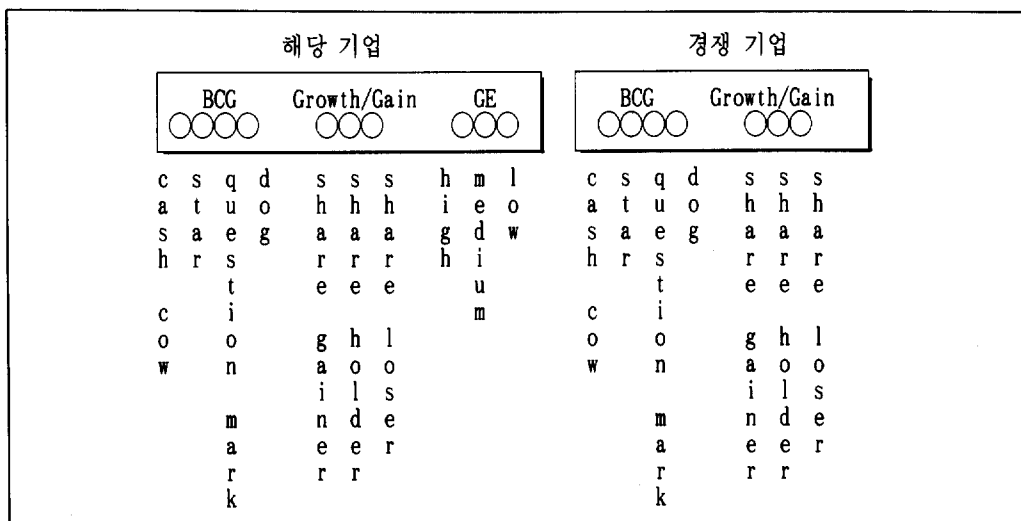 해당 기업
경쟁 기업
BCG Growth/Gain GE
BCG Growth/Gain
cash cow
star
question mark
dog
share gainer
share holder
share loser
high
medium
low
cash cow
star
question mark
dog
share gainer
share holder
share loser